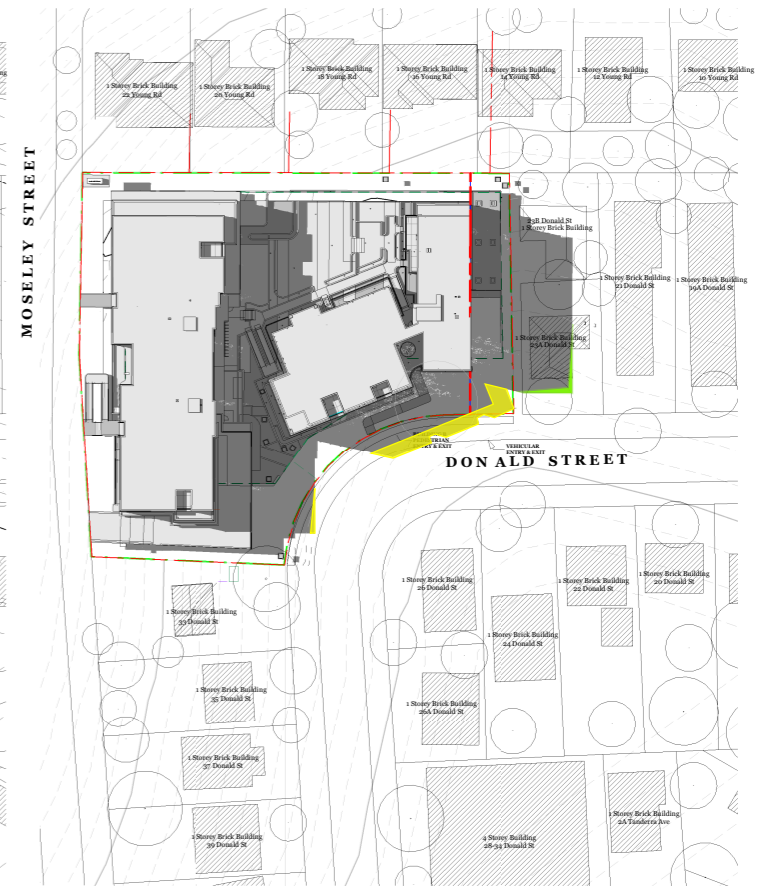 1 Storey Brick Building
22 Young Rd
1 Storey Brick Building
20 Young Rd
1 Storey Brick Building
18 Young Rd
1 Storey Brick Building
16 Young Rd
1 Storey Brick Building
14 Young Rd
1 Storey Brick Building
12 Young Rd
1 Storey Brick Building
10 Young Rd
MOSELEY STREET
23B Donald St
1 Storey Brick Building
1 Storey Brick Building
21 Donald St
1 Storey Brick Building
19A Donald St
1 Storey Brick Building
23A Donald St
PEDESTRIAN
ENTRY & EXIT
VEHICULAR
ENTRY & EXIT
DONALD STREET
1 Storey Brick Building
26 Donald St
1 Storey Brick Building
22 Donald St
1 Storey Brick Building
20 Donald St
1 Storey Brick Building
33 Donald St
1 Storey Brick Building
24 Donald St
1 Storey Brick Building
35 Donald St
1 Storey Brick Building
26A Donald St
1 Storey Brick Building
37 Donald St
1 Storey Brick Building
39 Donald St
4 Storey Building
28-34 Donald St
1 Storey Brick Building
2A Tanderra Ave